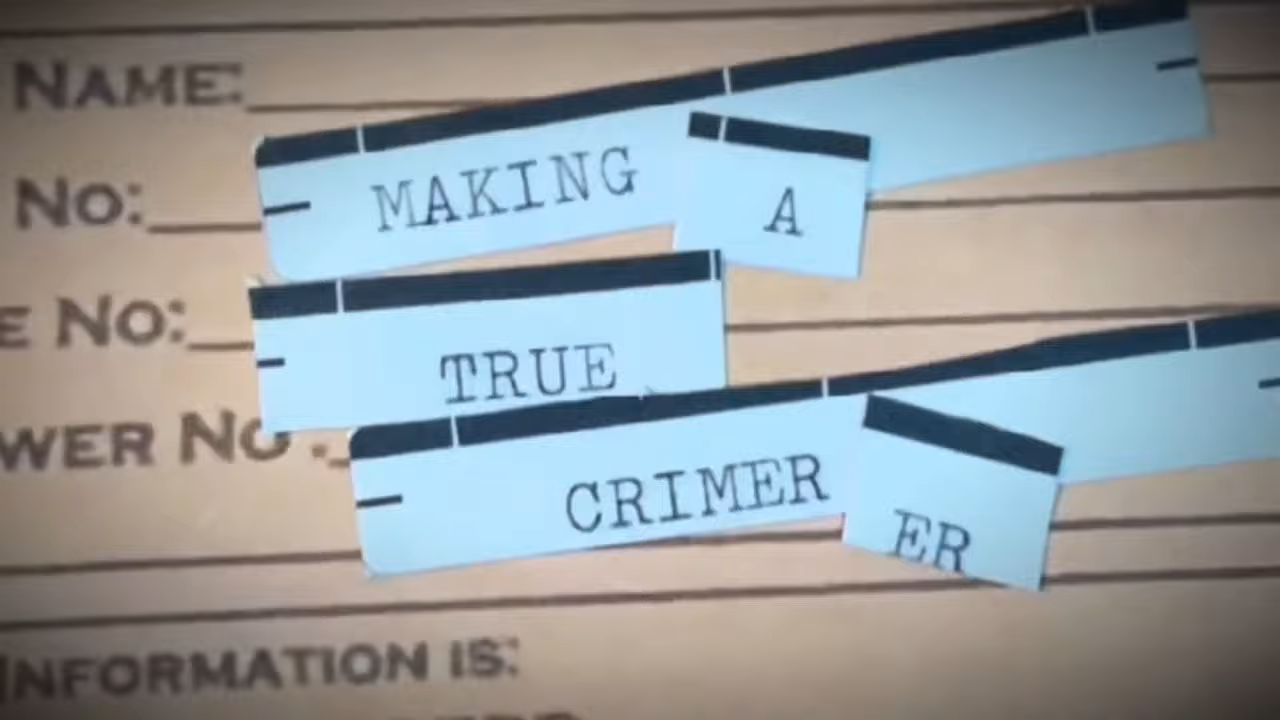 NAME:
No:
MAKING A
E No:
TRUE
WER No.
CRIMER ER
INFORMATION IS: